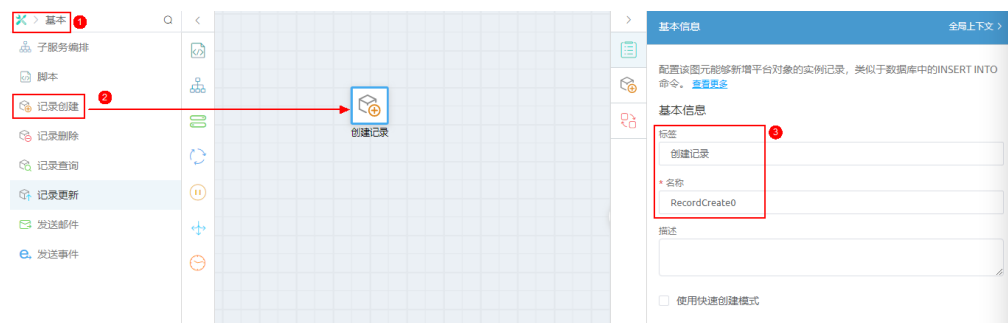 基本 1
子服务编排
脚本
记录创建
2
记录删除
记录查询
记录更新
发送邮件
发送事件
创建记录
基本信息
全局上下文
配置该图元能够新增平台对象的实例记录，类似于数据库中的INSERT INTO
命令。 查看更多
基本信息
标签
3
创建记录
* 名称
RecordCreate0
描述
使用快速创建模式